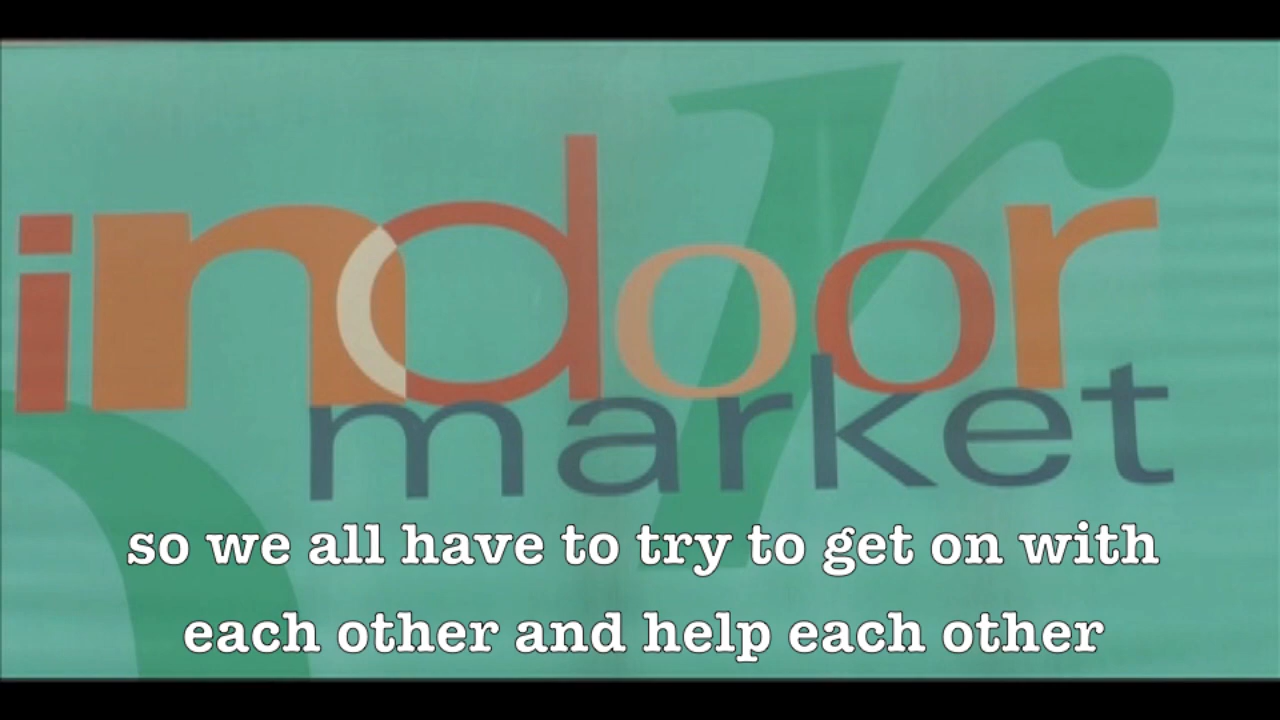 indoor
market
so we all have to try to get on with
each other and help each other